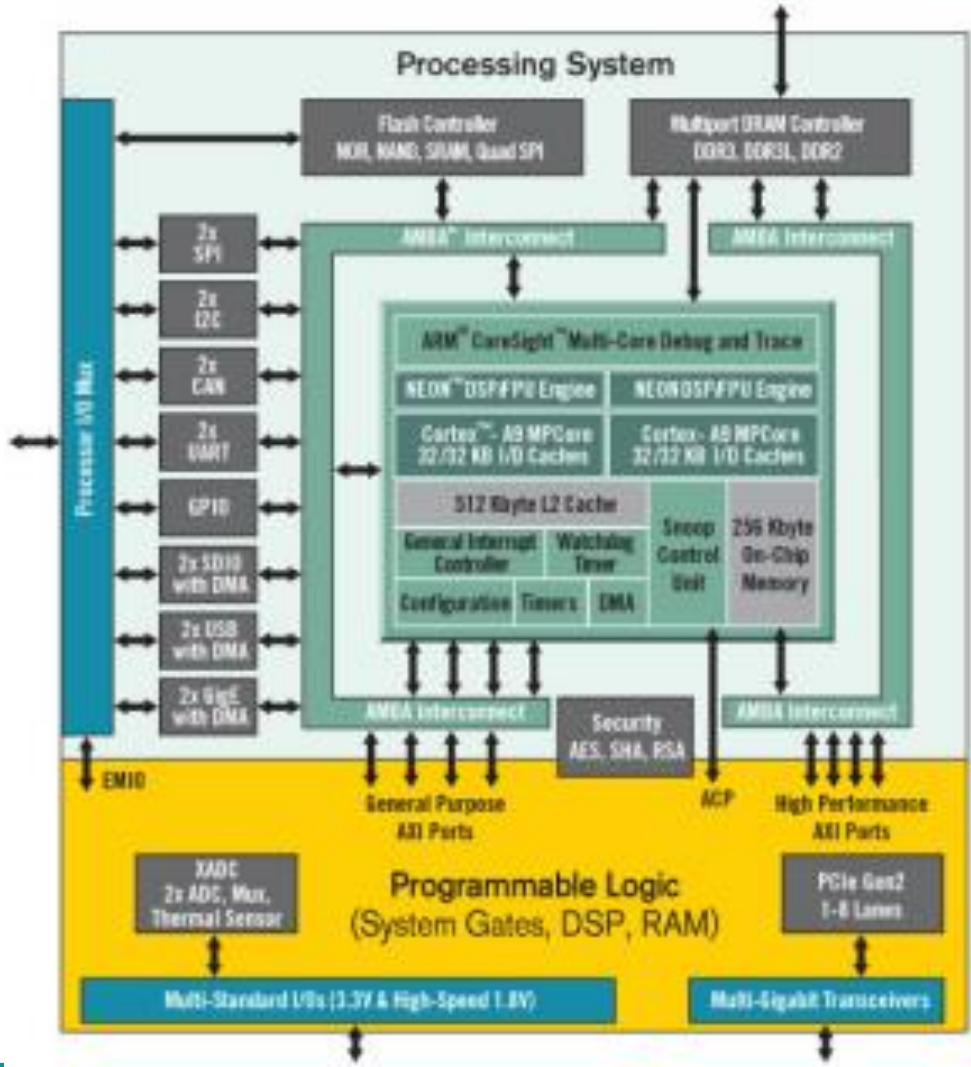 Processing System
Flash Controller
NOR, NAND, SRAM, Quad SPI
Multiport DRAM Controller
DDR3, DDR3L, DDR2
AMBA® Interconnect
AMBA Interconnect
Processor I/O Mux
2x
SPI
2x
I2C
2x
CAN
2x
UART
GPIO
2x SDIO
with DMA
2x USB
with DMA
2x GigE
with DMA
ARM® CoreSight™ Multi-Core Debug and Trace
NEON™ DSP/FPU Engine
NEON DSP/FPU Engine
Cortex™- A9 MPCore
32/32 KB I/D Caches
Cortex- A9 MPCore
32/32 KB I/D Caches
512 Kbyte L2 Cache
General Interrupt
Controller
Watchdog
Timer
Configuration
Timers
DMA
Snoop
Control
Unit
256 Kbyte
On-Chip
Memory
AMBA Interconnect
AMBA Interconnect
Security
AES, SHA, RSA
EMIO
General Purpose
AXI Ports
ACP
High Performance
AXI Ports
XADC
2x ADC, Mux,
Thermal Sensor
Programmable Logic
(System Gates, DSP, RAM)
PCIe Gen2
1-8 Lanes
Multi-Standard I/Os (3.3V & High-Speed 1.8V)
Multi-Gigabit Transceivers